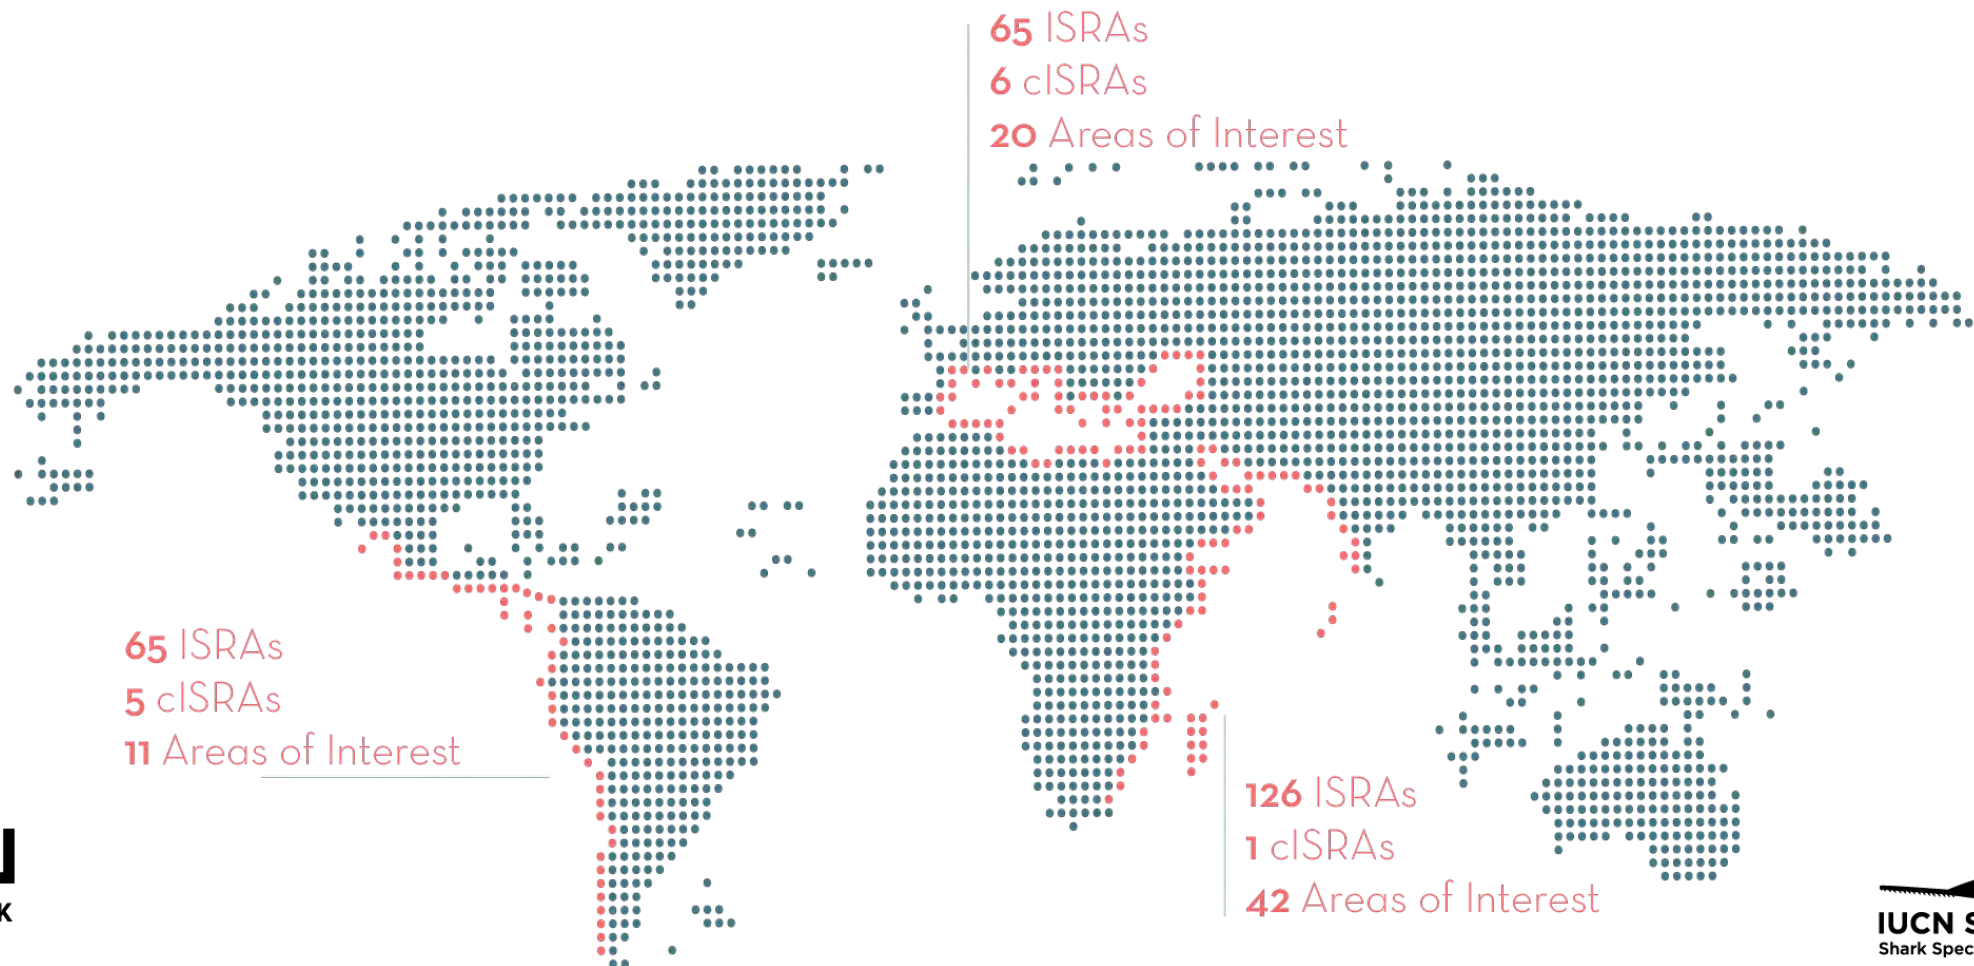 65 ISRAs
6 cISRAs
20 Areas of Interest
65 ISRAs
5 cISRAs
11 Areas of Interest
126 ISRAs
1 cISRAs
42 Areas of Interest
K
IUCN S
Shark Spec